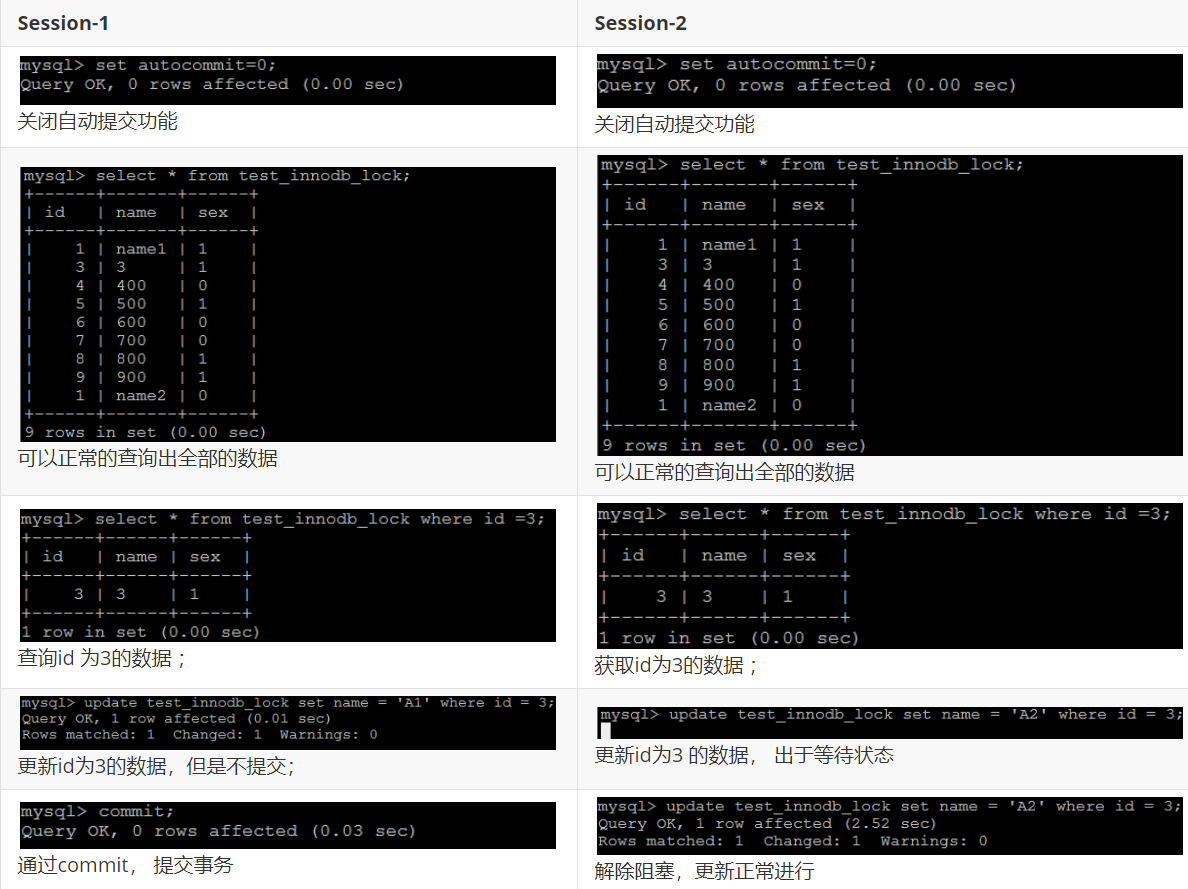 Session-1
Session-2
mysql> set autocommit=0;
Query OK, 0 rows affected (0.00 sec)
关闭自动提交功能
mysql> set autocommit=0;
Query OK, 0 rows affected (0.00 sec)
关闭自动提交功能
mysql> select * from test_innodb_lock;
+------+-------+------+
| id | name | sex |
+------+-------+------+
| 1 | name1 | 1 |
| 3 | 3 | 1 |
| 4 | 400 | 0 |
| 5 | 500 | 1 |
| 6 | 600 | 0 |
| 7 | 700 | 0 |
| 8 | 800 | 1 |
| 9 | 900 | 1 |
| 1 | name2 | 0 |
+------+-------+------+
9 rows in set (0.00 sec)
可以正常的查询出全部的数据
mysql> select * from test_innodb_lock;
+------+-------+------+
| id | name | sex |
+------+-------+------+
| 1 | name1 | 1 |
| 3 | 3 | 1 |
| 4 | 400 | 0 |
| 5 | 500 | 1 |
| 6 | 600 | 0 |
| 7 | 700 | 0 |
| 8 | 800 | 1 |
| 9 | 900 | 1 |
| 1 | name2 | 0 |
+------+-------+------+
9 rows in set (0.00 sec)
可以正常的查询出全部的数据
mysql> select * from test_innodb_lock where id =3;
+------+------+------+
| id | name | sex |
+------+------+------+
| 3 | 3 | 1 |
+------+------+------+
1 row in set (0.00 sec)
查询id 为3的数据 ；
mysql> select * from test_innodb_lock where id =3;
+------+------+------+
| id | name | sex |
+------+------+------+
| 3 | 3 | 1 |
+------+------+------+
1 row in set (0.00 sec)
获取id为3的数据 ；
mysql> update test_innodb_lock set name = 'A1' where id = 3;
Query OK, 1 row affected (0.01 sec)
Rows matched: 1 Changed: 1 Warnings: 0
更新id为3的数据，但是不提交；
mysql> update test_innodb_lock set name = 'A2' where id = 3;
更新id为3 的数据， 出于等待状态
mysql> commit;
Query OK, 0 rows affected (0.03 sec)
通过commit， 提交事务
mysql> update test_innodb_lock set name = 'A2' where id = 3;
Query OK, 1 row affected (2.52 sec)
Rows matched: 1 Changed: 1 Warnings: 0
解除阻塞，更新正常进行